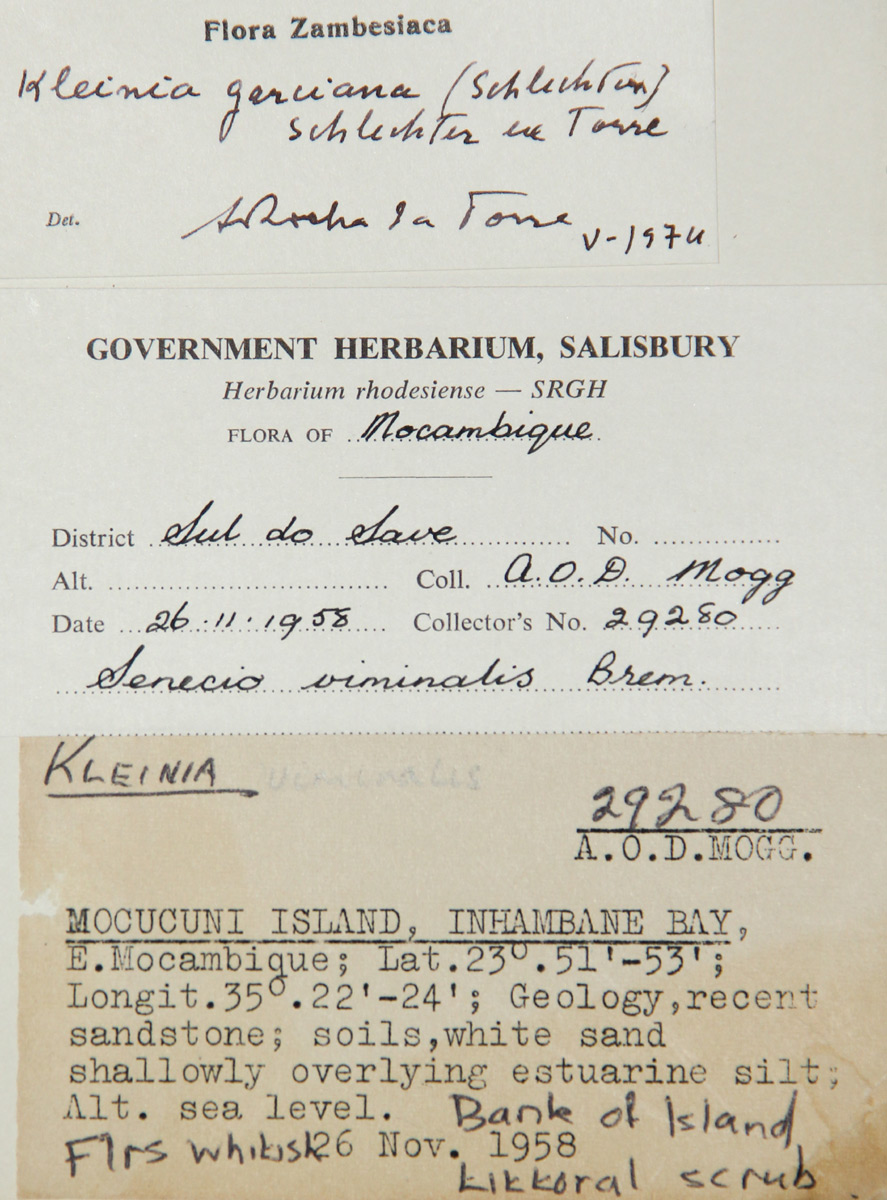 Flora Zambesiaca
Kleinia garciana (Schlechter)
Schlechter ex Torre
Det. A Rocha da Torre
V-1974
GOVERNMENT HERBARIUM, SALISBURY
Herbarium rhodesiense — SRGH
FLORA OF Mocambique
District Sul do Save No.
Alt. Coll. A.O.D. Mogg
Date 26.11.1958 Collector's No. 29280
Senecio viminalis Brem.
KLEINIA viminalis
29280
A.O.D.MOGG.
MOCUCUNI ISLAND, INHAMBANE BAY,
E.Mocambique; Lat.23º.51'-53';
Longit.35º.22'-24'; Geology,recent
sandstone; soils,white sand
shallowly overlying estuarine silt;
Alt. sea level. Bank of Island
Flrs whitish 26 Nov. 1958
Littoral scrub